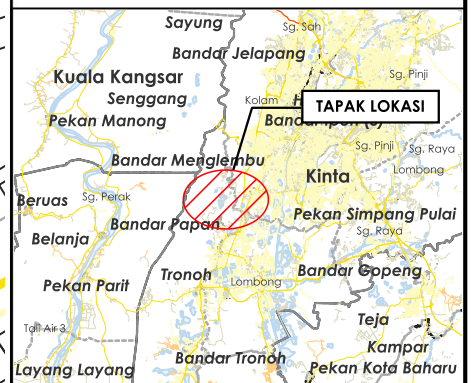 Sayung
Sg. Sah
Bandar Jelapang
Kuala Kangsar
Sg. Pinji
Senggang
Kolam
TAPAK LOKASI
Pekan Manong
Sg. Pinji
Sg. Raya
Bandar Menglembu
Lombong
Kinta
Beruas
Sg. Perak
Pekan Simpang Pulai
Bandar Papan
Sg. Raya
Belanja
Tronoh
Bandar Gopeng
Pekan Parit
Lombong
Teja
Tali Air 3
Kampar
Bandar Tronoh
Layang Layang
Pekan Kota Baharu